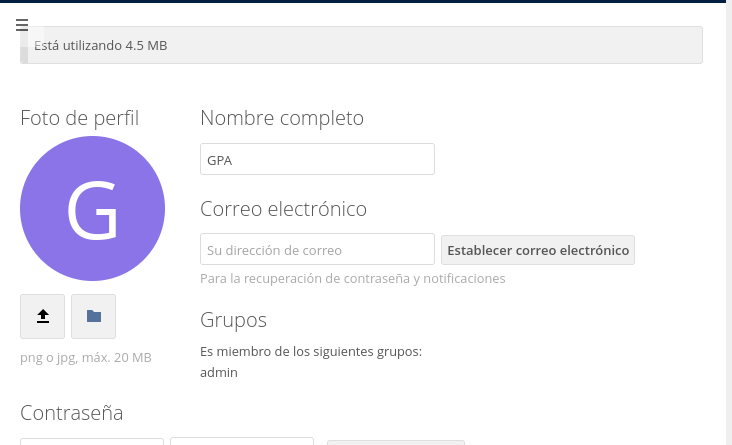 Está utilizando 4.5 MB
Foto de perfil
G
png o jpg, máx. 20 MB
Nombre completo
GPA
Correo electrónico
Su dirección de correo
Establecer correo electrónico
Para la recuperación de contraseña y notificaciones
Grupos
Es miembro de los siguientes grupos:
admin
Contraseña